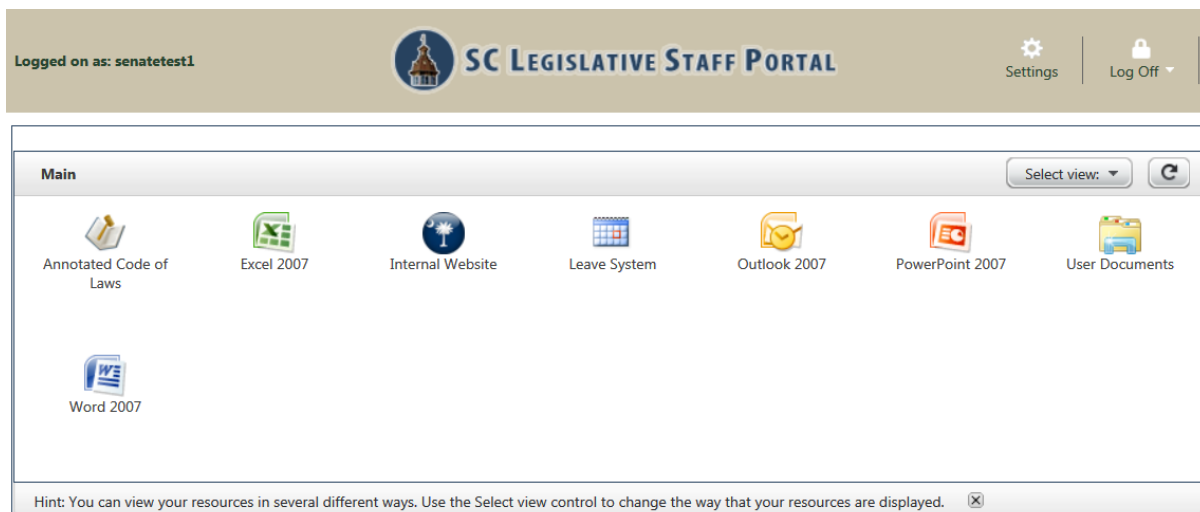 Logged on as: senatetest1
SC LEGISLATIVE STAFF PORTAL
Settings
Log Off
Main
Select view:
Annotated Code of
Laws
Excel 2007
Internal Website
Leave System
Outlook 2007
PowerPoint 2007
User Documents
Word 2007
Hint: You can view your resources in several different ways. Use the Select view control to change the way that your resources are displayed.